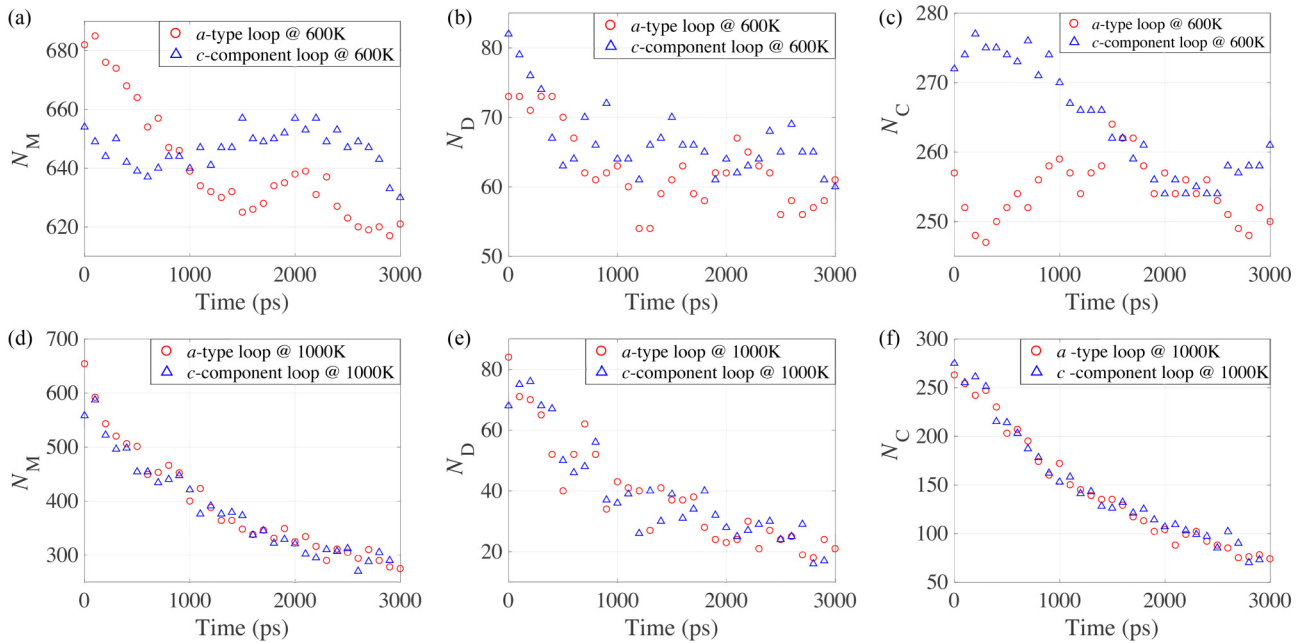 (a)
a-type loop @ 600K
c-component loop @ 600K
N_M
680
660
640
620
0 1000 2000 3000
Time (ps)
(b)
a-type loop @ 600K
c-component loop @ 600K
N_D
80
70
60
50
0 1000 2000 3000
Time (ps)
(c)
a-type loop @ 600K
c-component loop @ 600K
N_C
280
270
260
250
0 1000 2000 3000
Time (ps)
(d)
a-type loop @ 1000K
c-component loop @ 1000K
N_M
700
600
500
400
300
0 1000 2000 3000
Time (ps)
(e)
a-type loop @ 1000K
c-component loop @ 1000K
N_D
80
60
40
20
0 1000 2000 3000
Time (ps)
(f)
a -type loop @ 1000K
c -component loop @ 1000K
N_C
300
250
200
150
100
50
0 1000 2000 3000
Time (ps)